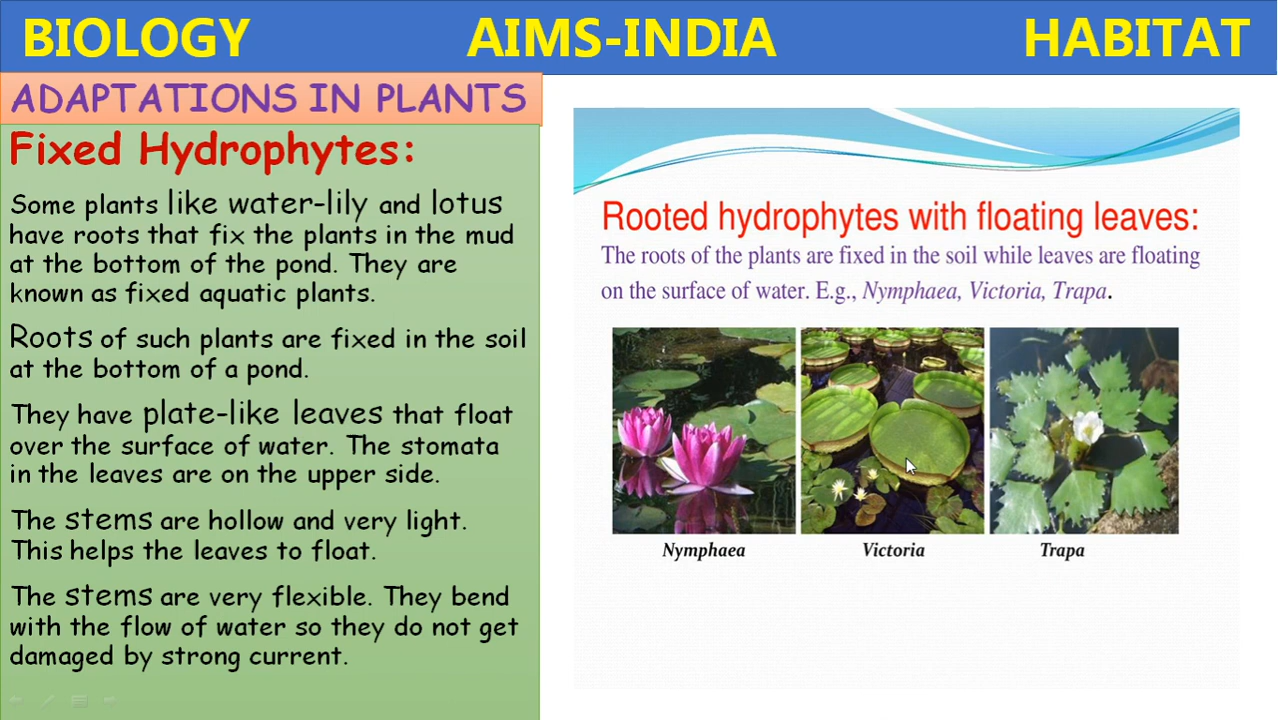 BIOLOGY AIMS-INDIA HABITAT
ADAPTATIONS IN PLANTS
Fixed Hydrophytes:
Some plants like water-lily and lotus
have roots that fix the plants in the mud
at the bottom of the pond. They are
known as fixed aquatic plants.
Roots of such plants are fixed in the soil
at the bottom of a pond.
They have plate-like leaves that float
over the surface of water. The stomata
in the leaves are on the upper side.
The stems are hollow and very light.
This helps the leaves to float.
The stems are very flexible. They bend
with the flow of water so they do not get
damaged by strong current.
Rooted hydrophytes with floating leaves:
The roots of the plants are fixed in the soil while leaves are floating
on the surface of water. E.g., Nymphaea, Victoria, Trapa.
Nymphaea Victoria Trapa